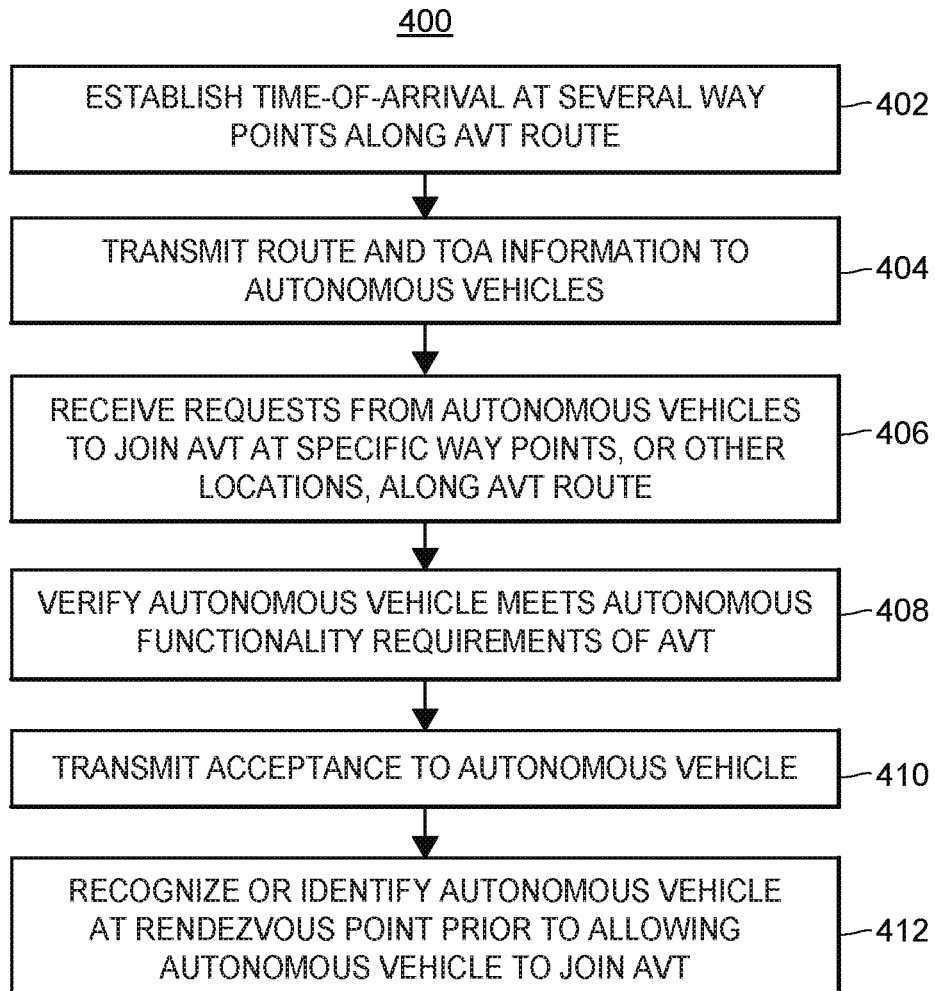 400
ESTABLISH TIME-OF-ARRIVAL AT SEVERAL WAY
POINTS ALONG AVT ROUTE
402
TRANSMIT ROUTE AND TOA INFORMATION TO
AUTONOMOUS VEHICLES
404
RECEIVE REQUESTS FROM AUTONOMOUS VEHICLES
TO JOIN AVT AT SPECIFIC WAY POINTS, OR OTHER
LOCATIONS, ALONG AVT ROUTE
406
VERIFY AUTONOMOUS VEHICLE MEETS AUTONOMOUS
FUNCTIONALITY REQUIREMENTS OF AVT
408
TRANSMIT ACCEPTANCE TO AUTONOMOUS VEHICLE
410
RECOGNIZE OR IDENTIFY AUTONOMOUS VEHICLE
AT RENDEZVOUS POINT PRIOR TO ALLOWING
AUTONOMOUS VEHICLE TO JOIN AVT
412